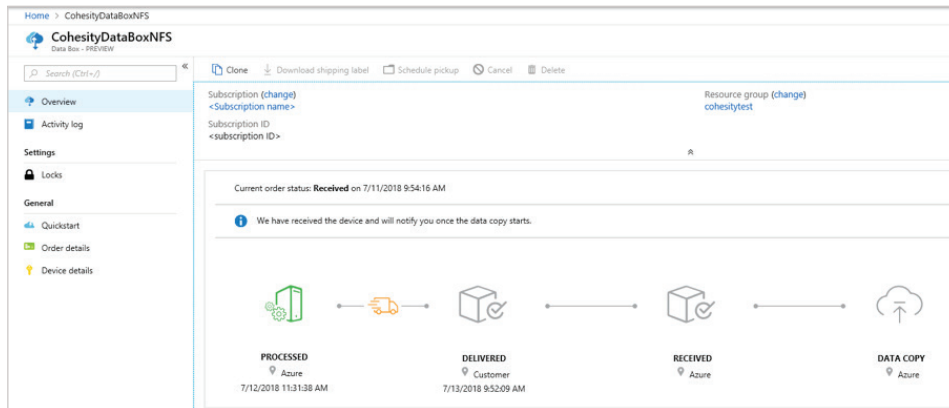 Home > CohesityDataBoxNFS
CohesityDataBoxNFS
Data Box - PREVIEW
Search (Ctrl+/)
«
Clone
Download shipping label
Schedule pickup
Cancel
Delete
Overview
Activity log
Settings
Locks
General
Quickstart
Order details
Device details
Subscription (change)
<Subscription name>
Subscription ID
<subscription ID>
Resource group (change)
cohesitytest
Current order status: Received on 7/11/2018 9:54:16 AM
We have received the device and will notify you once the data copy starts.
PROCESSED
Azure
7/12/2018 11:31:38 AM
DELIVERED
Customer
7/13/2018 9:52:09 AM
RECEIVED
Azure
DATA COPY
Azure